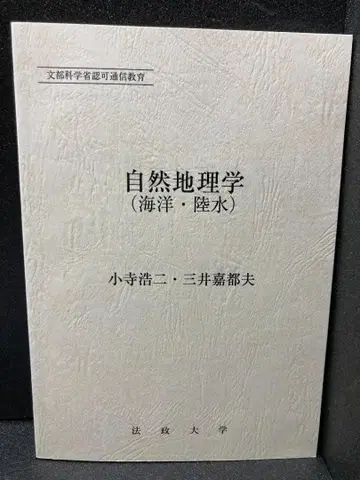 文部科学省認可通信教育
自然地理学
(海洋・陸水)
小寺浩二・三井嘉都夫
法政大学